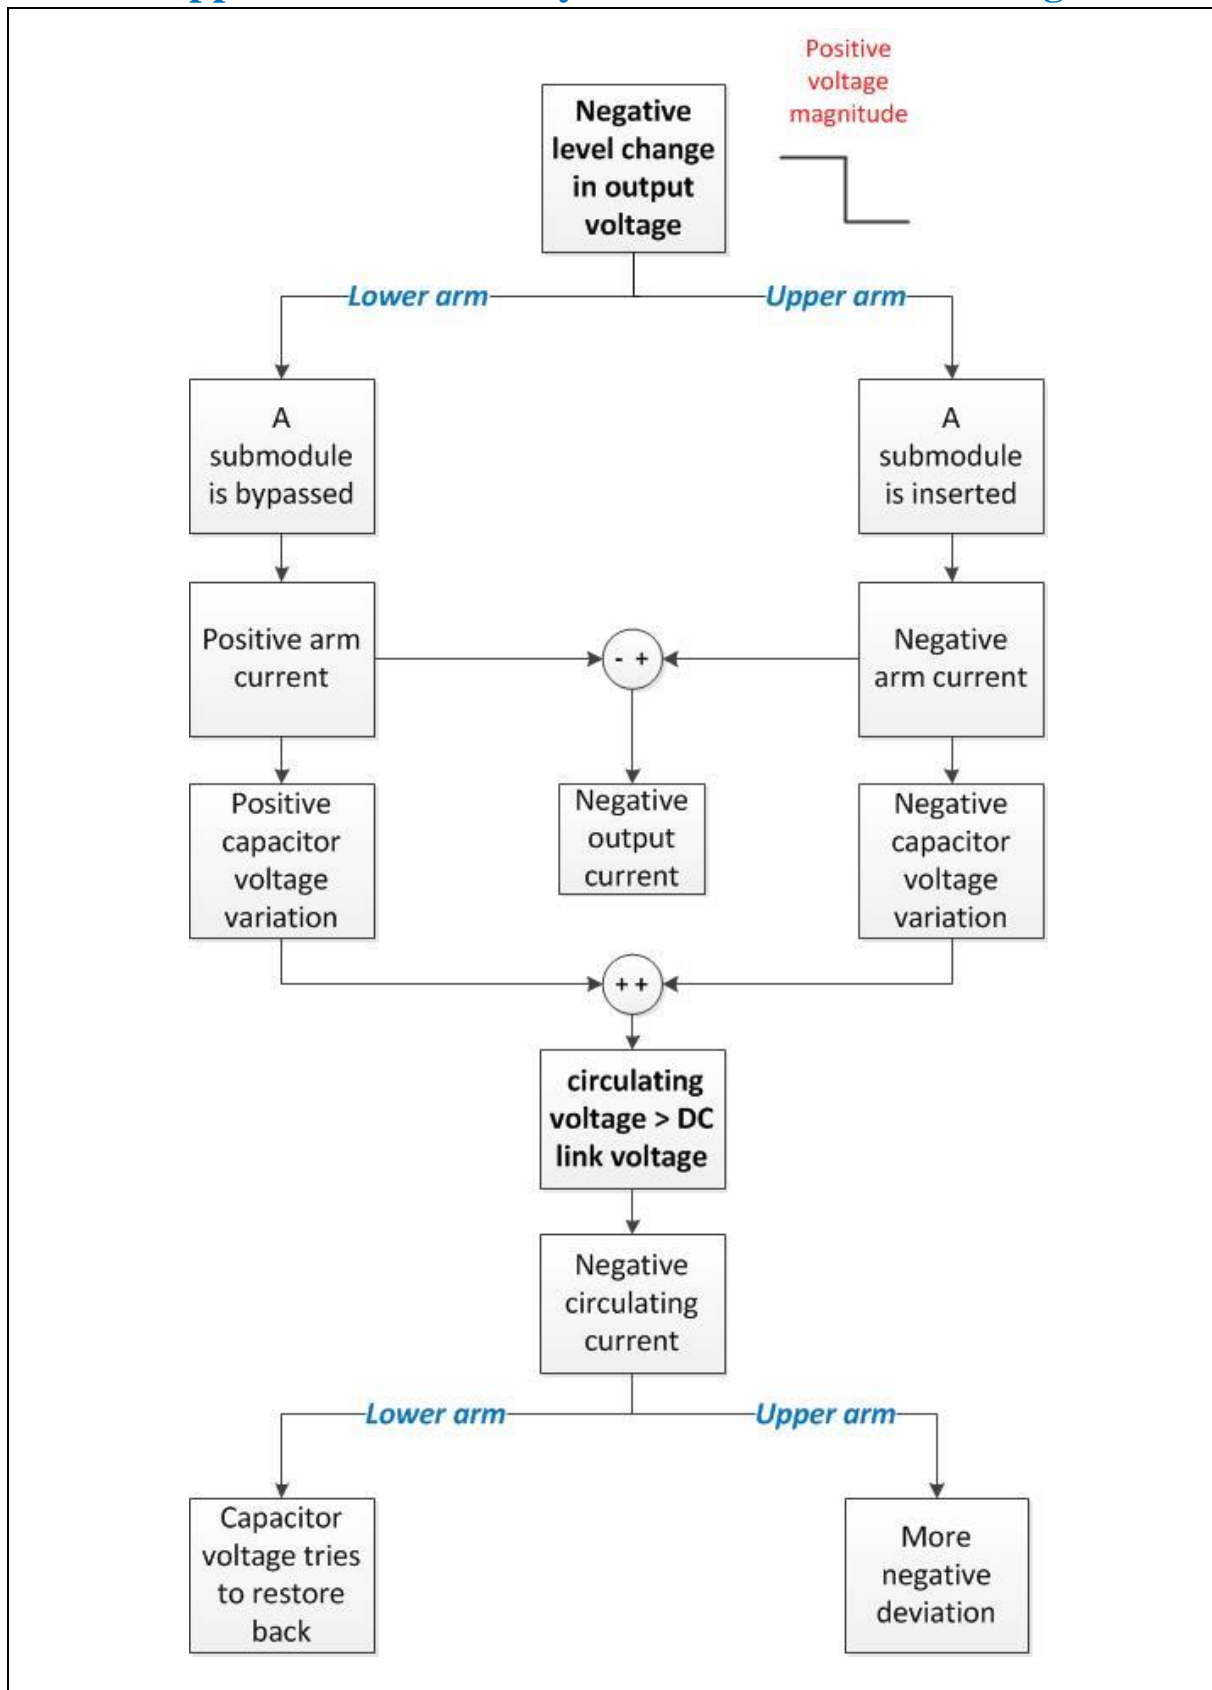 Positive
voltage
magnitude
Negative
level change
in output
voltage
Lower arm
Upper arm
A
submodule
is bypassed
A
submodule
is inserted
Positive arm
current
- +
Negative
arm current
Positive
capacitor
voltage
variation
Negative
output
current
Negative
capacitor
voltage
variation
+ +
circulating
voltage > DC
link voltage
Negative
circulating
current
Lower arm
Upper arm
Capacitor
voltage tries
to restore
back
More
negative
deviation